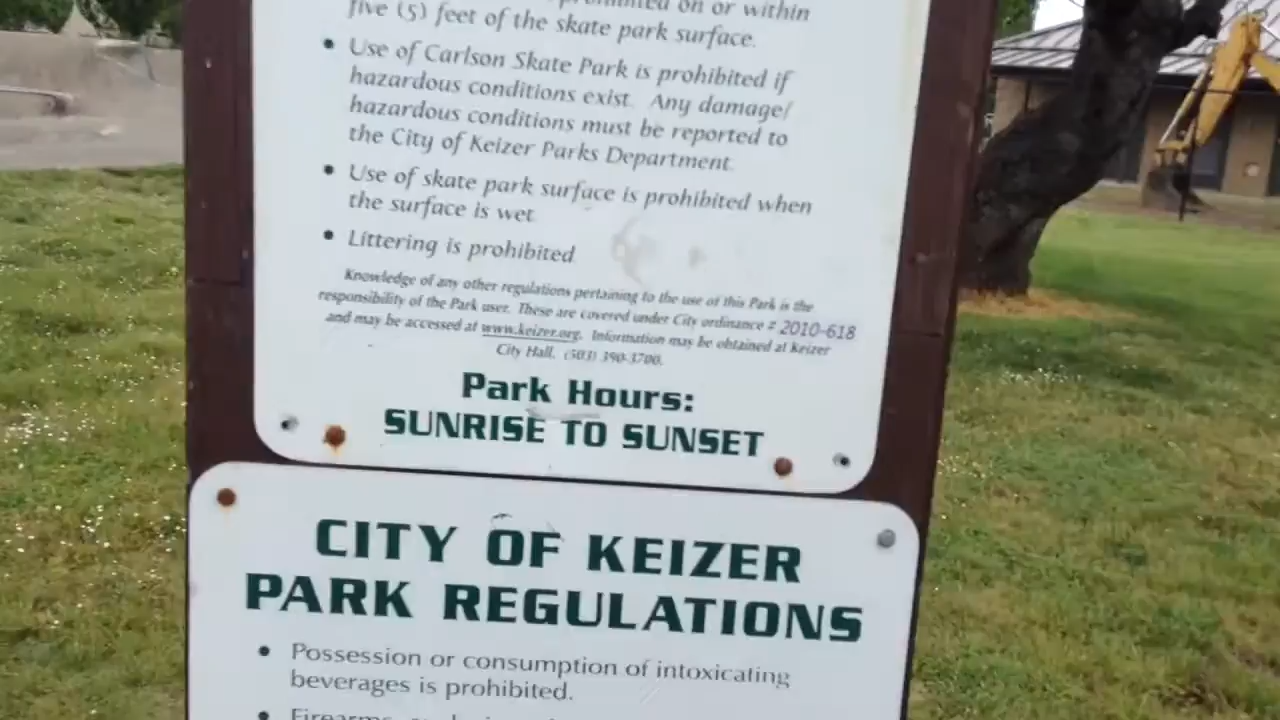 on or within
five (5) feet of the skate park surface.
• Use of Carlson Skate Park is prohibited if
hazardous conditions exist. Any damage/
hazardous conditions must be reported to
the City of Keizer Parks Department.
• Use of skate park surface is prohibited when
the surface is wet.
• Littering is prohibited.
Knowledge of any other regulations pertaining to the use of this Park is the
responsibility of the Park user. These are covered under City ordinance # 2010-618
and may be accessed at www.keizer.org. Information may be obtained at Keizer
City Hall, (503) 390-3700.
Park Hours:
SUNRISE TO SUNSET
CITY OF KEIZER
PARK REGULATIONS
• Possession or consumption of intoxicating
beverages is prohibited.
• Firearms,